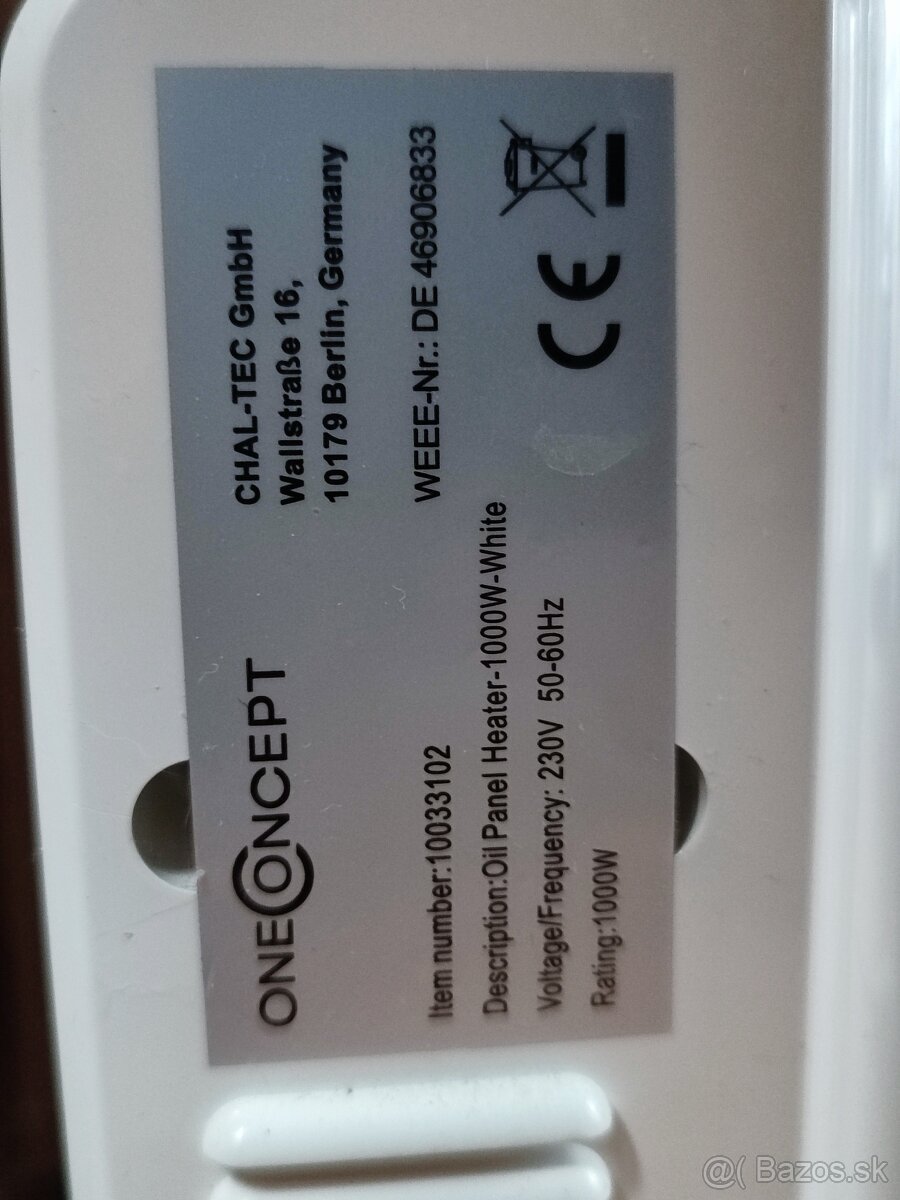 ONECONCEPT
CHAL-TEC GmbH
Wallstraße 16,
10179 Berlin, Germany
WEEE-Nr.: DE 46906833
Item number:10033102
Description:Oil Panel Heater-1000W-White
Voltage/Frequency: 230V 50-60Hz
Rating:1000W
CE
@( Bazos.sk